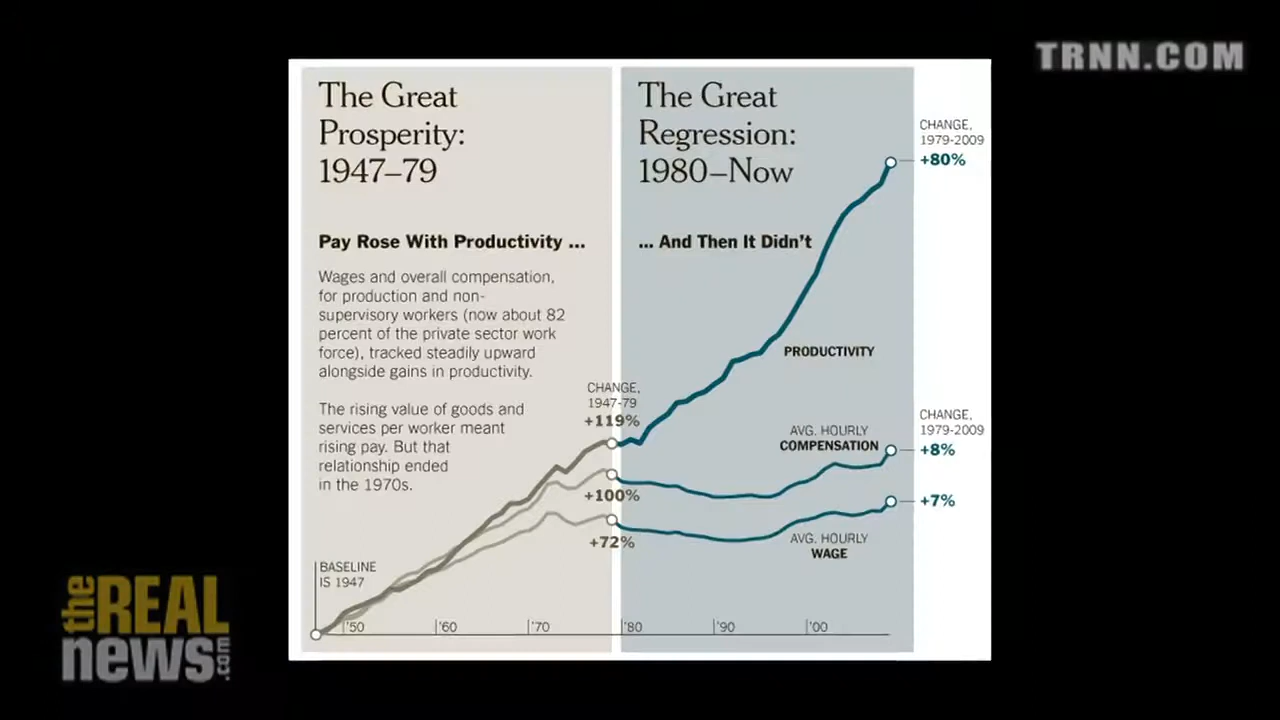 TRNN.COM
The Great
Prosperity:
1947–79
The Great
Regression:
1980–Now
CHANGE,
1979-2009
+80%
Pay Rose With Productivity ...
... And Then It Didn't
Wages and overall compensation,
for production and non-
supervisory workers (now about 82
percent of the private sector work
force), tracked steadily upward
alongside gains in productivity.
The rising value of goods and
services per worker meant
rising pay. But that
relationship ended
in the 1970s.
PRODUCTIVITY
CHANGE,
1947-79
+119%
+100%
+72%
AVG. HOURLY
COMPENSATION
CHANGE,
1979-2009
+8%
+7%
AVG. HOURLY
WAGE
BASELINE
IS 1947
'50 '60 '70 '80 '90 '00
the REAL
news.com